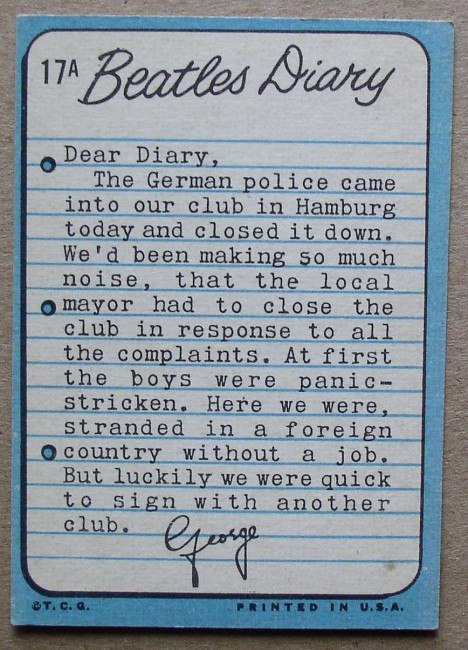 17A Beatles Diary
Dear Diary,
The German police came
into our club in Hamburg
today and closed it down.
We'd been making so much
noise, that the local
mayor had to close the
club in response to all
the complaints. At first
the boys were panic-
stricken. Here we were,
stranded in a foreign
country without a job.
But luckily we were quick
to sign with another
club.
George
©T.C.G. PRINTED IN U.S.A.